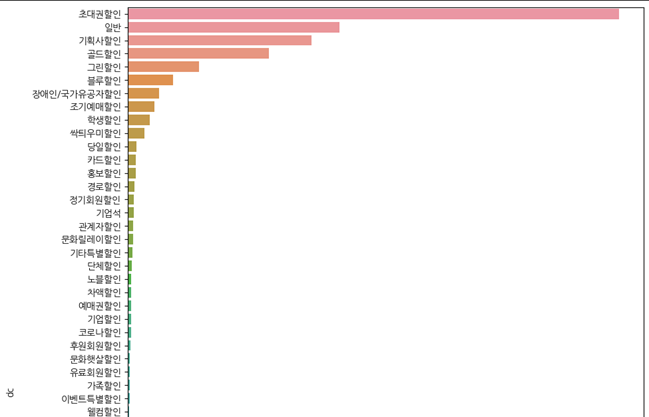 초대권할인
일반
기획사할인
골드할인
그린할인
블루할인
장애인/국가유공자할인
조기예매할인
학생할인
싹틔우미할인
당일할인
카드할인
홍보할인
경로할인
정기회원할인
기업석
관계자할인
문화릴레이할인
기타특별할인
단체할인
노블할인
차액할인
예매권할인
기업할인
코로나할인
후원회원할인
문화햇살할인
유료회원할인
가족할인
이벤트특별할인
웰컴할인
dc